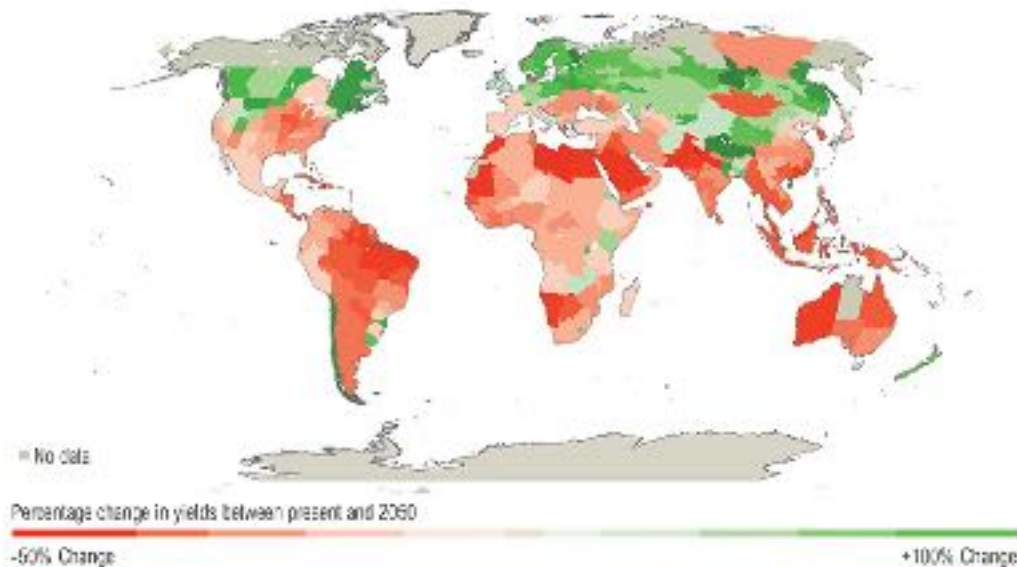 No data
Percentage change in yields between present and 2050
-50% Change
+100% Change